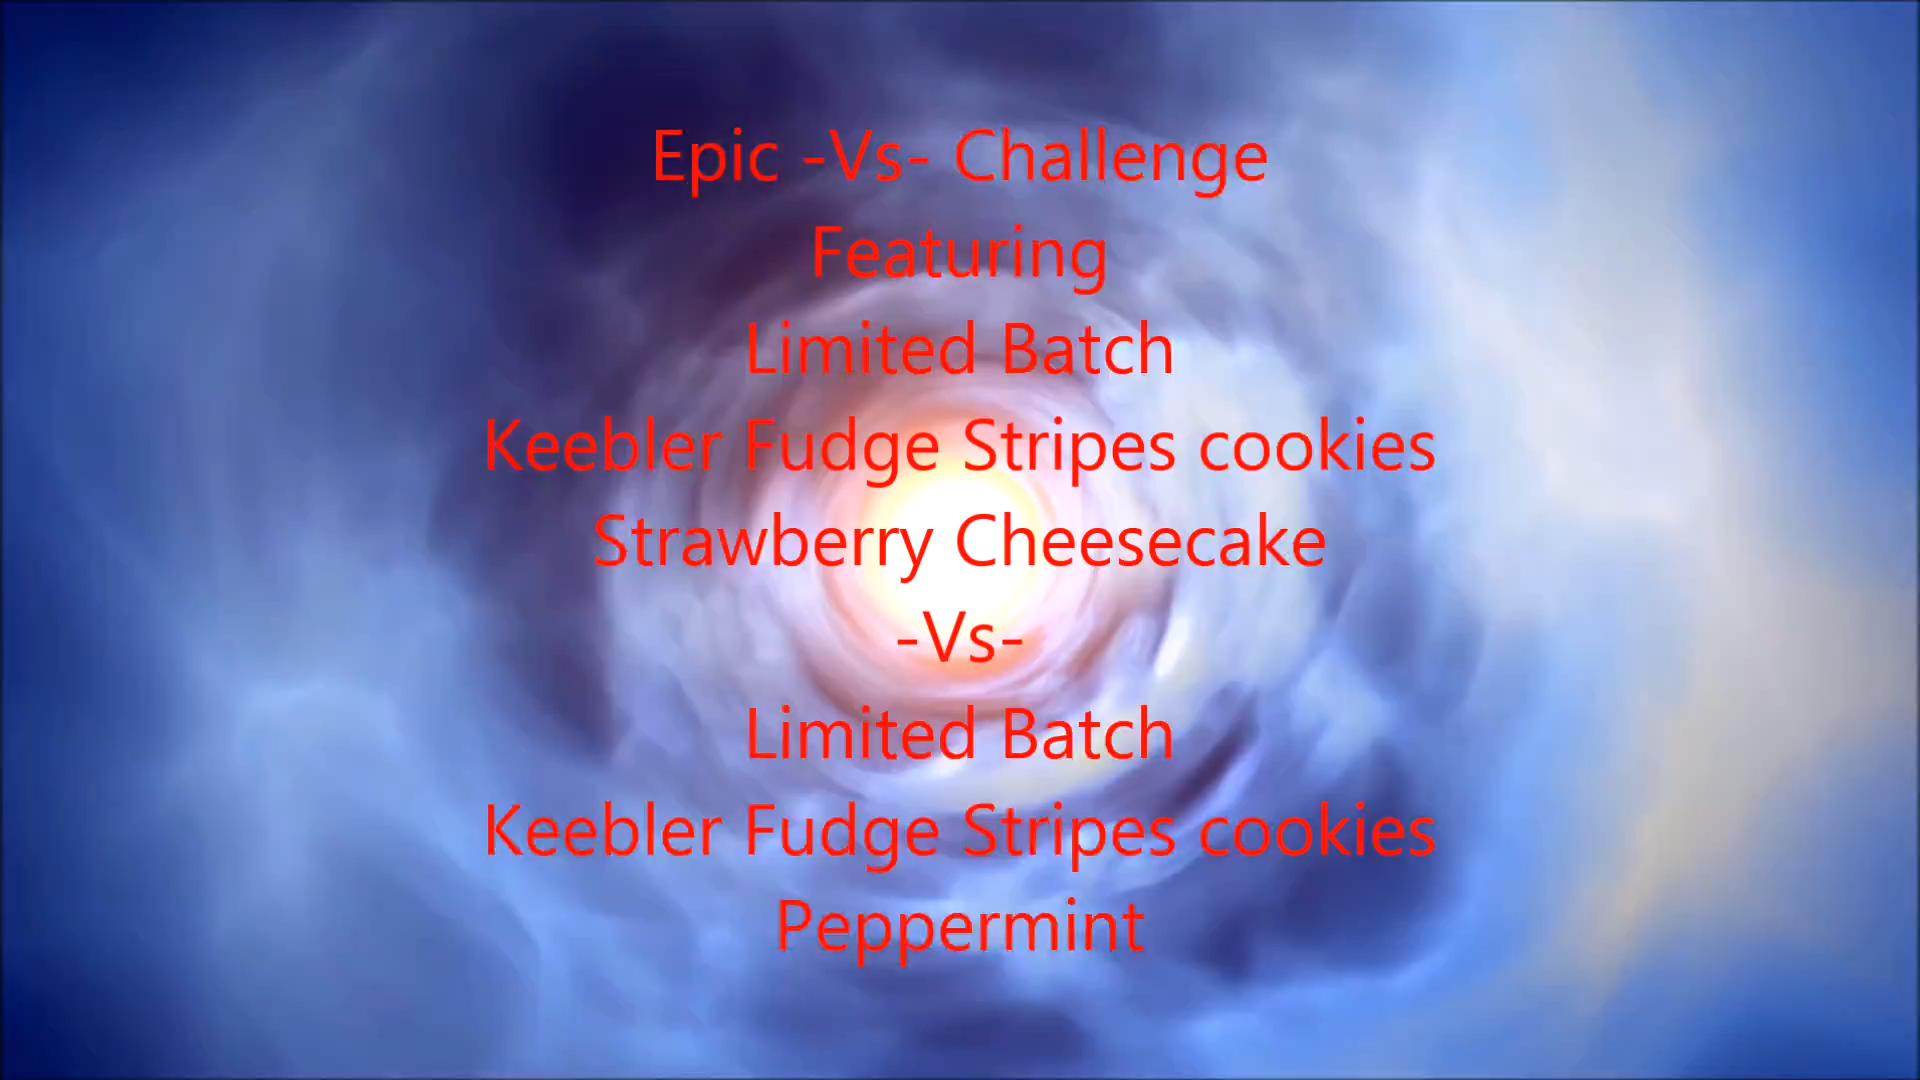 Epic -Vs- Challenge
Featuring
Limited Batch
Keebler Fudge Stripes cookies
Strawberry Cheesecake
-Vs-
Limited Batch
Keebler Fudge Stripes cookies
Peppermint